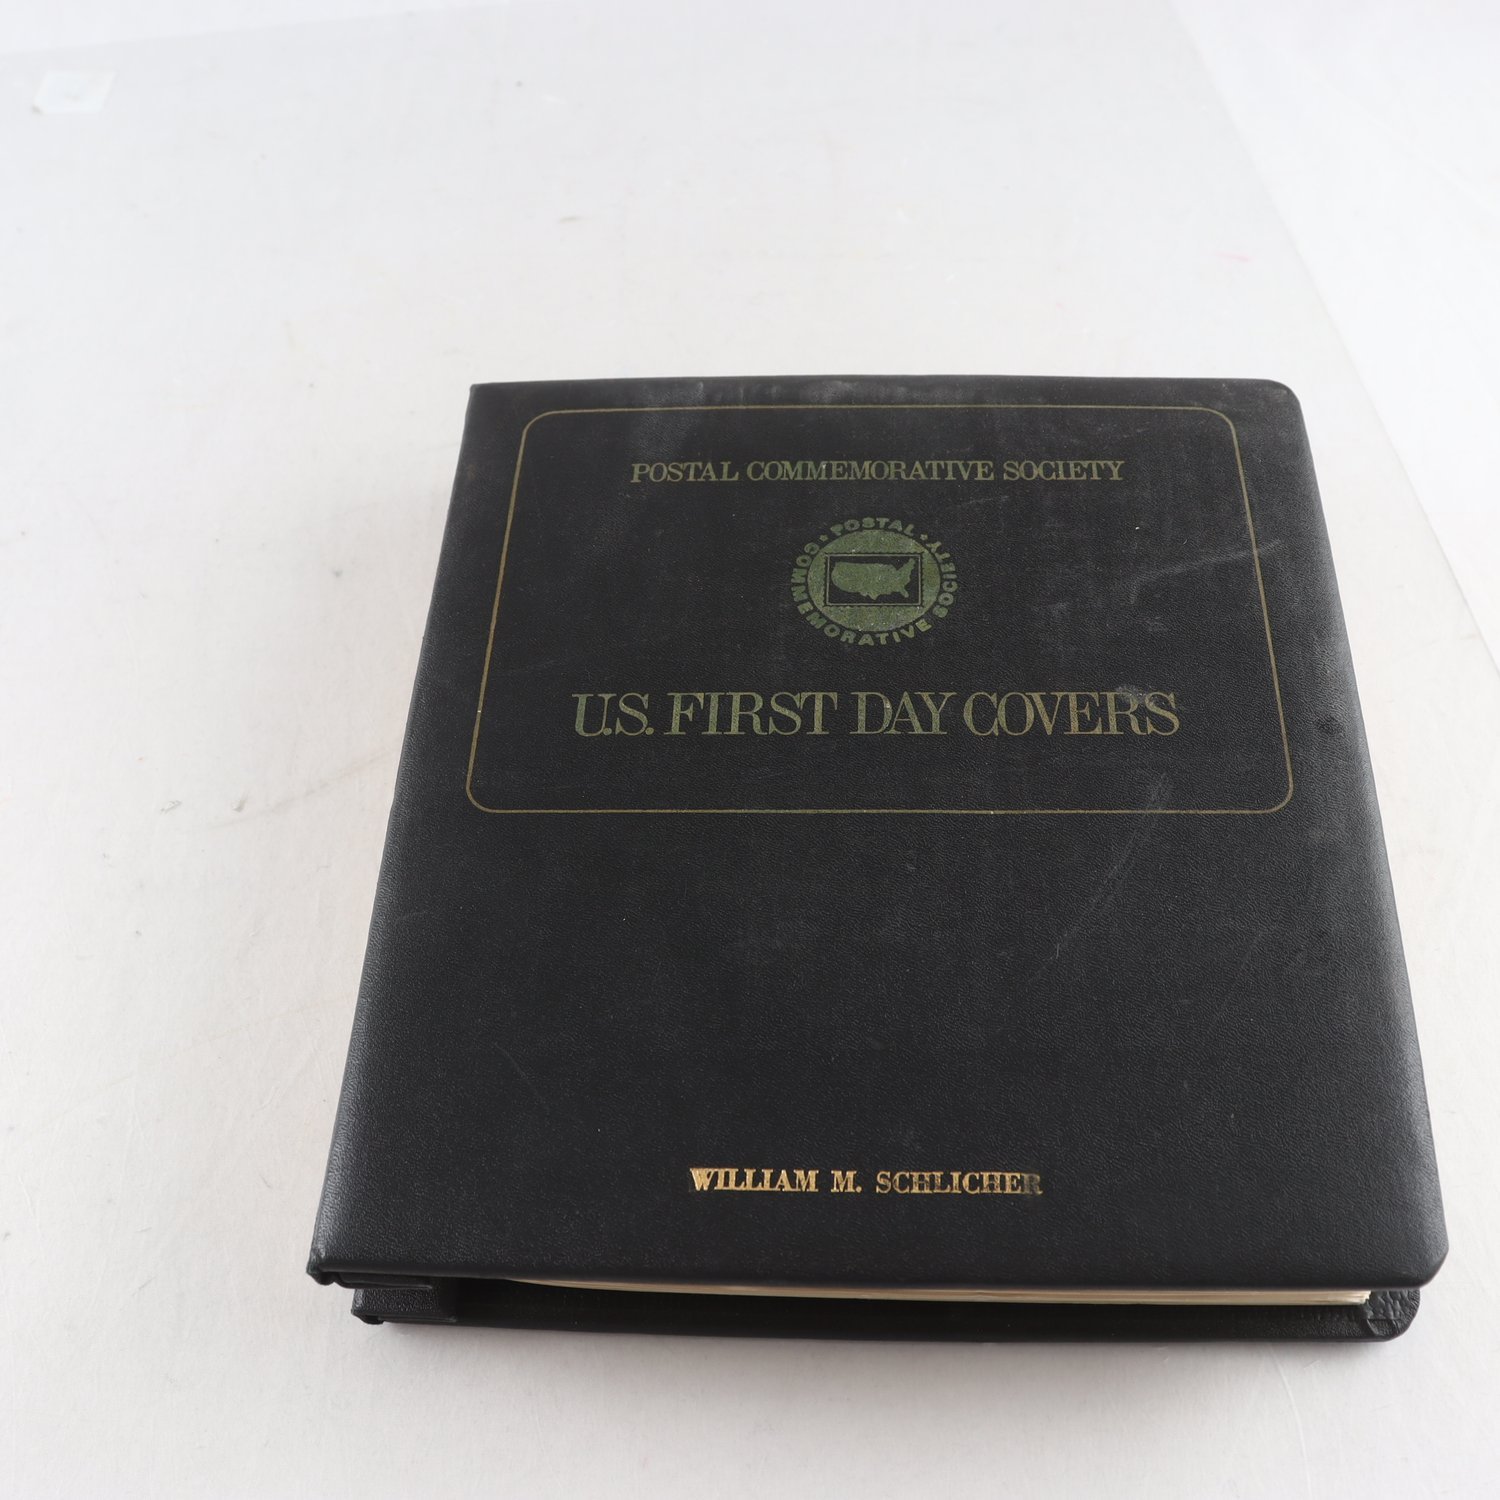 POSTAL COMMEMORATIVE SOCIETY
• POSTAL •
COMMEMORATIVE SOCIETY
U.S. FIRST DAY COVERS
WILLIAM M. SCHLICHER